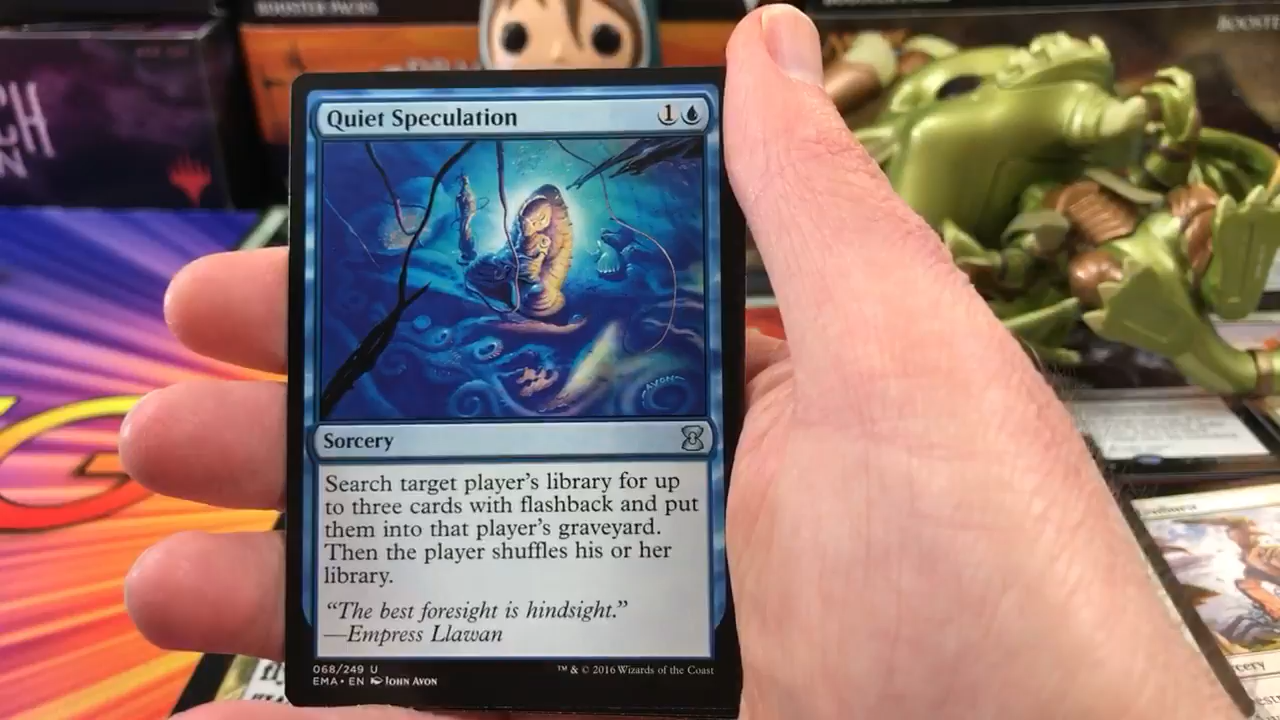 BOOSTER PACKS
Quiet Speculation 1
AVON
Sorcery
Search target player's library for up
to three cards with flashback and put
them into that player's graveyard.
Then the player shuffles his or her
library.
"The best foresight is hindsight."
—Empress Llawan
068/249 U
EMA • EN JOHN AVON
™ & © 2016 Wizards of the Coast